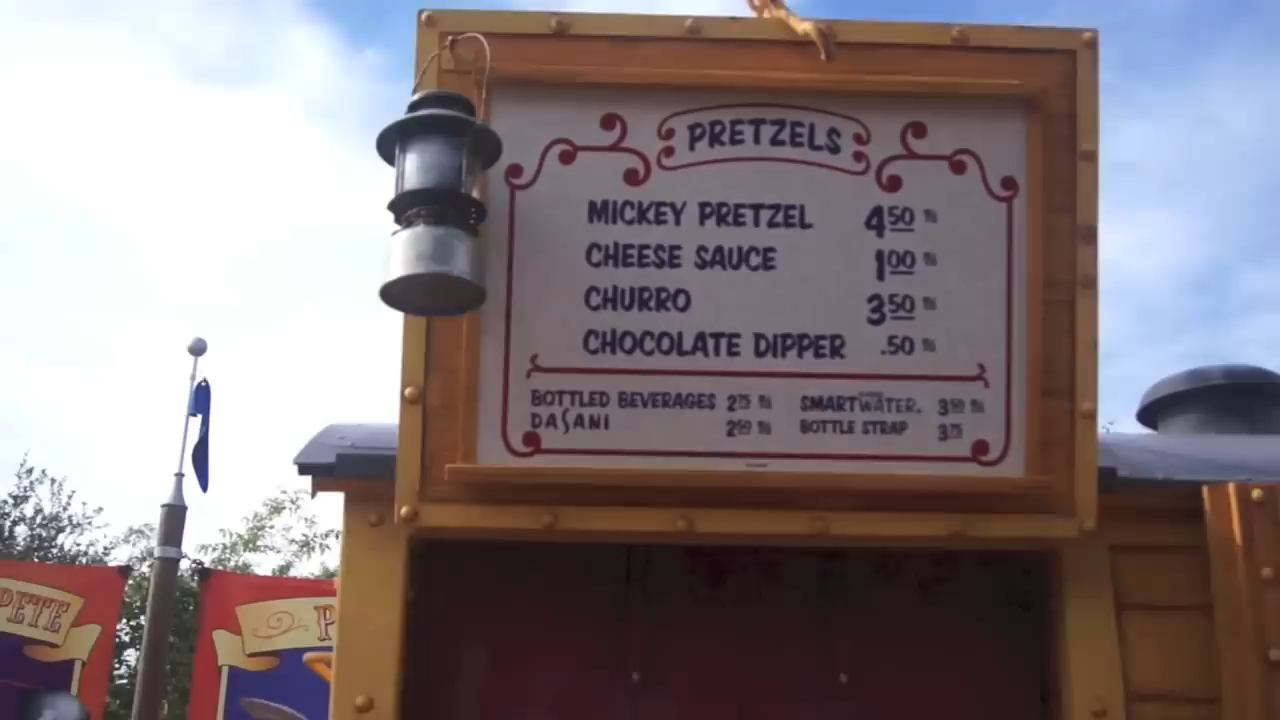 PRETZELS
MICKEY PRETZEL 4.50
CHEESE SAUCE 1.00
CHURRO 3.50
CHOCOLATE DIPPER .50
BOTTLED BEVERAGES 2.75 SMARTWATER. 3.50
DASANI 2.50 BOTTLE STRAP 3.75
PETE P